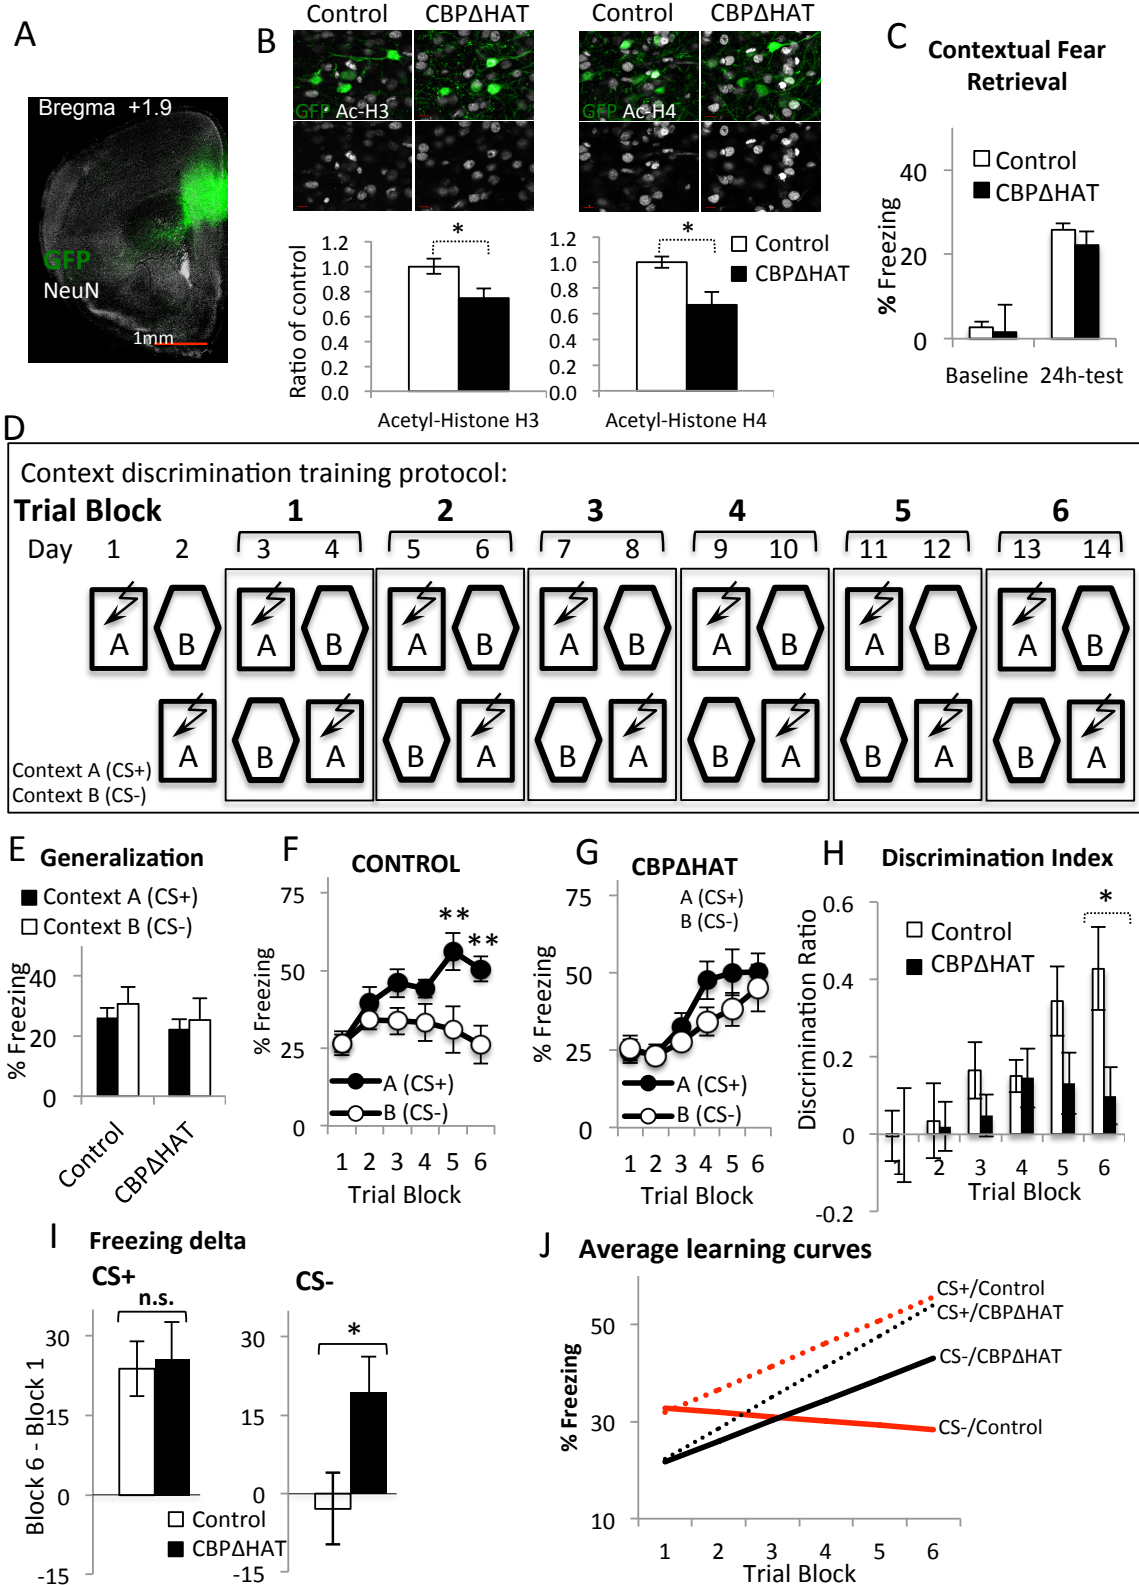 A
Bregma +1.9
GFP
NeuN
1mm
B
Control CBPΔHAT Control CBPΔHAT
GFP Ac-H3
GFP Ac-H4
Ratio of control
1.2
1.0
0.8
0.6
0.4
0.2
0.0
*
Acetyl-Histone H3
1.2
1.0
0.8
0.6
0.4
0.2
0.0
*
Control
CBPΔHAT
Acetyl-Histone H4
C Contextual Fear
Retrieval
% Freezing
40
20
0
Control
CBPΔHAT
Baseline 24h-test
D
Context discrimination training protocol:
Trial Block 1 2 3 4 5 6
Day 1 2 3 4 5 6 7 8 9 10 11 12 13 14
A B A B A B A B A B A B A B
A B A B A B A B A B A B A
Context A (CS+)
Context B (CS-)
E Generalization
Context A (CS+)
Context B (CS-)
% Freezing
40
20
0
Control
CBPΔHAT
F CONTROL
% Freezing
75
50
25
0
**
**
A (CS+)
B (CS-)
1 2 3 4 5 6
Trial Block
G CBPΔHAT
A (CS+)
B (CS-)
% Freezing
75
50
25
0
A (CS+)
B (CS-)
1 2 3 4 5 6
Trial Block
H Discrimination Index
Discrimination Ratio
0.6
0.4
0.2
0
-0.2
*
Control
CBPΔHAT
1 2 3 4 5 6
Trial Block
I Freezing delta
CS+
n.s.
Block 6 - Block 1
30
15
0
-15
Control
CBPΔHAT
CS-
*
30
15
0
-15
J Average learning curves
% Freezing
50
30
10
CS+/Control
CS+/CBPΔHAT
CS-/CBPΔHAT
CS-/Control
1 2 3 4 5 6
Trial Block